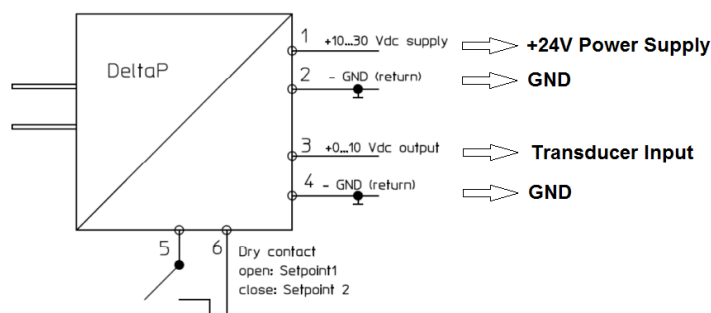 DeltaP
1 +10...30 Vdc supply +24V Power Supply
2 - GND (return) GND
3 +0...10 Vdc output Transducer Input
4 - GND (return) GND
5 6 Dry contact
open: Setpoint1
close: Setpoint 2